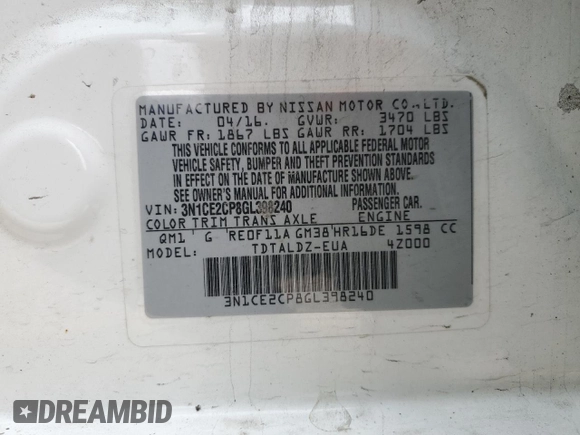 MANUFACTURED BY NISSAN MOTOR CO.,LTD.
DATE: 04/16. GVWR: 3470 LBS
GAWR FR: 1867 LBS GAWR RR: 1704 LBS
THIS VEHICLE CONFORMS TO ALL APPLICABLE FEDERAL MOTOR
VEHICLE SAFETY, BUMPER AND THEFT PREVENTION STANDARDS
IN EFFECT ON THE DATE OF MANUFACTURE SHOWN ABOVE.
SEE OWNER'S MANUAL FOR ADDITIONAL INFORMATION.
VIN: 3N1CE2CP8GL398240 PASSENGER CAR.
COLOR TRIM TRANS AXLE ENGINE
QM1 G RE0F11A GM38 HR16DE 1598 CC
MODEL: TDTALDZ-EUA 4Z000
3N1CE2CP8GL398240
DREAMBID